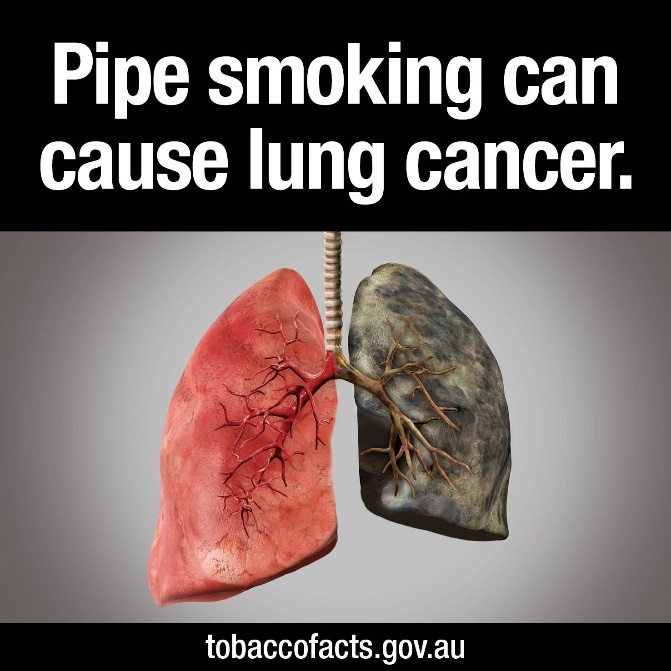 Pipe smoking can
cause lung cancer.
tobaccofacts.gov.au